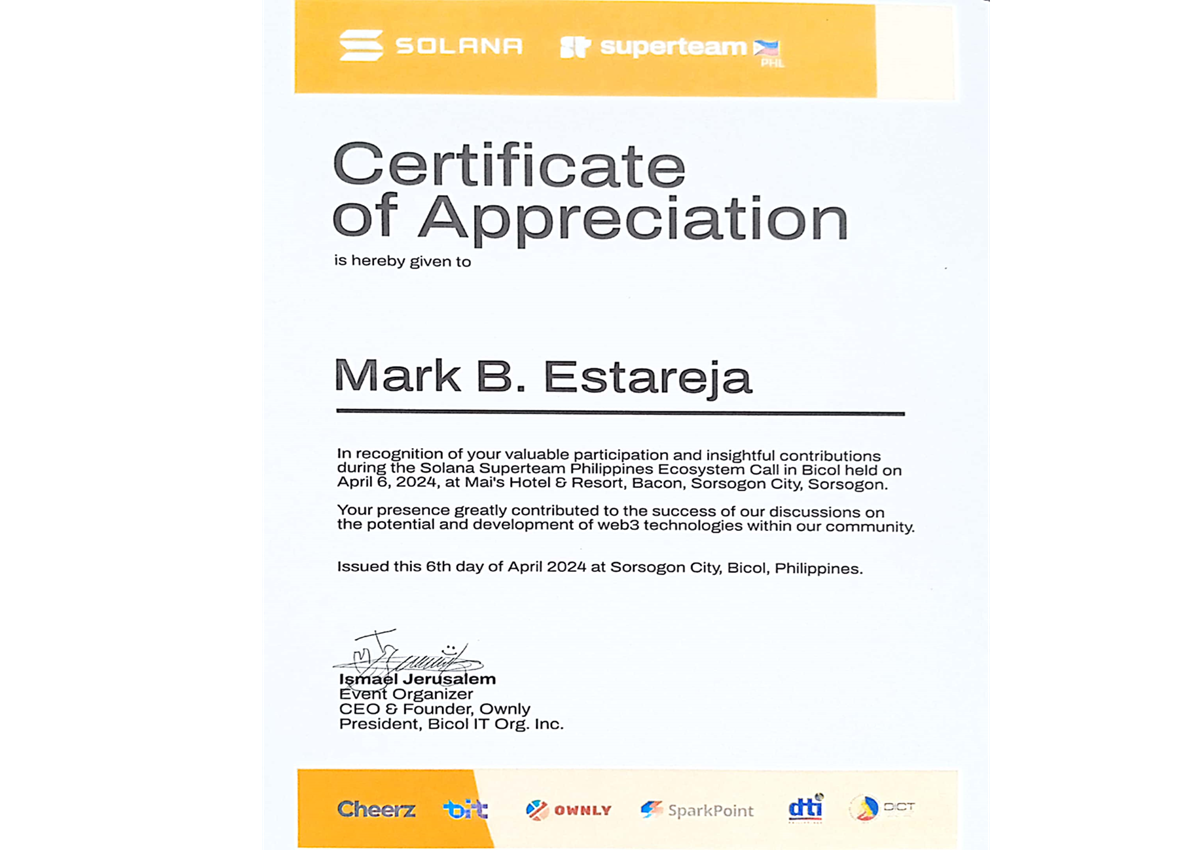 SOLANA superteam PHL
Certificate
of Appreciation
is hereby given to
Mark B. Estareja
In recognition of your valuable participation and insightful contributions
during the Solana Superteam Philippines Ecosystem Call in Bicol held on
April 6, 2024, at Mai's Hotel & Resort, Bacon, Sorsogon City, Sorsogon.
Your presence greatly contributed to the success of our discussions on
the potential and development of web3 technologies within our community.
Issued this 6th day of April 2024 at Sorsogon City, Bicol, Philippines.
Ismael Jerusalem
Event Organizer
CEO & Founder, Ownly
President, Bicol IT Org. Inc.
Cheerz bit OWNLY SparkPoint dti DICT